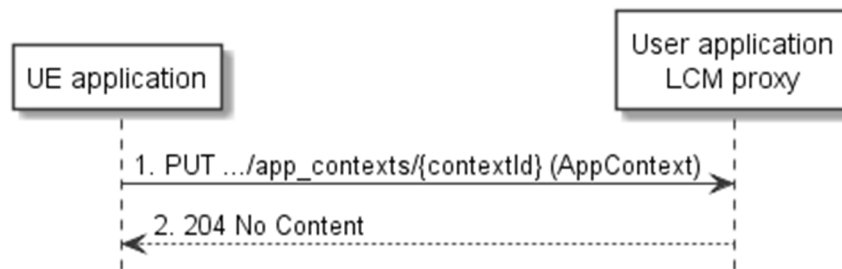 UE application
User application
LCM proxy
1. PUT .../app_contexts/{contextId} (AppContext)
2. 204 No Content